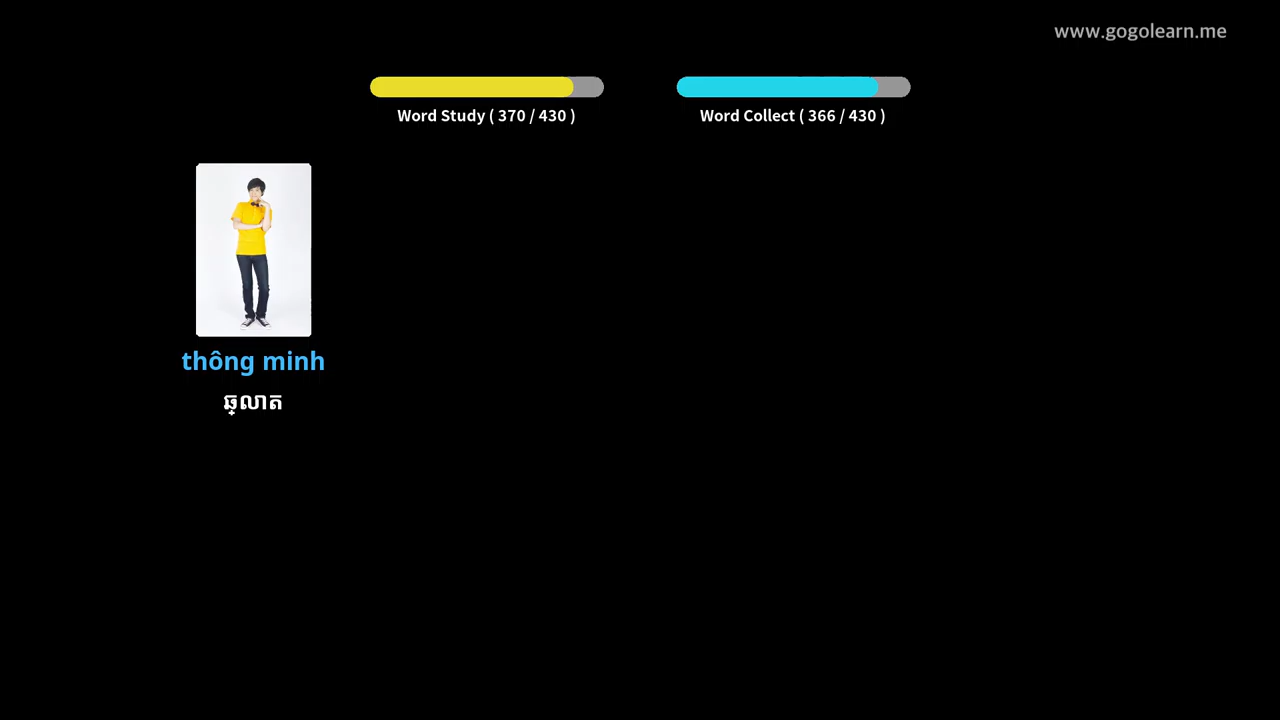 www.gogolearn.me
Word Study ( 370 / 430 )
Word Collect ( 366 / 430 )
thông minh
ឆ្លាត